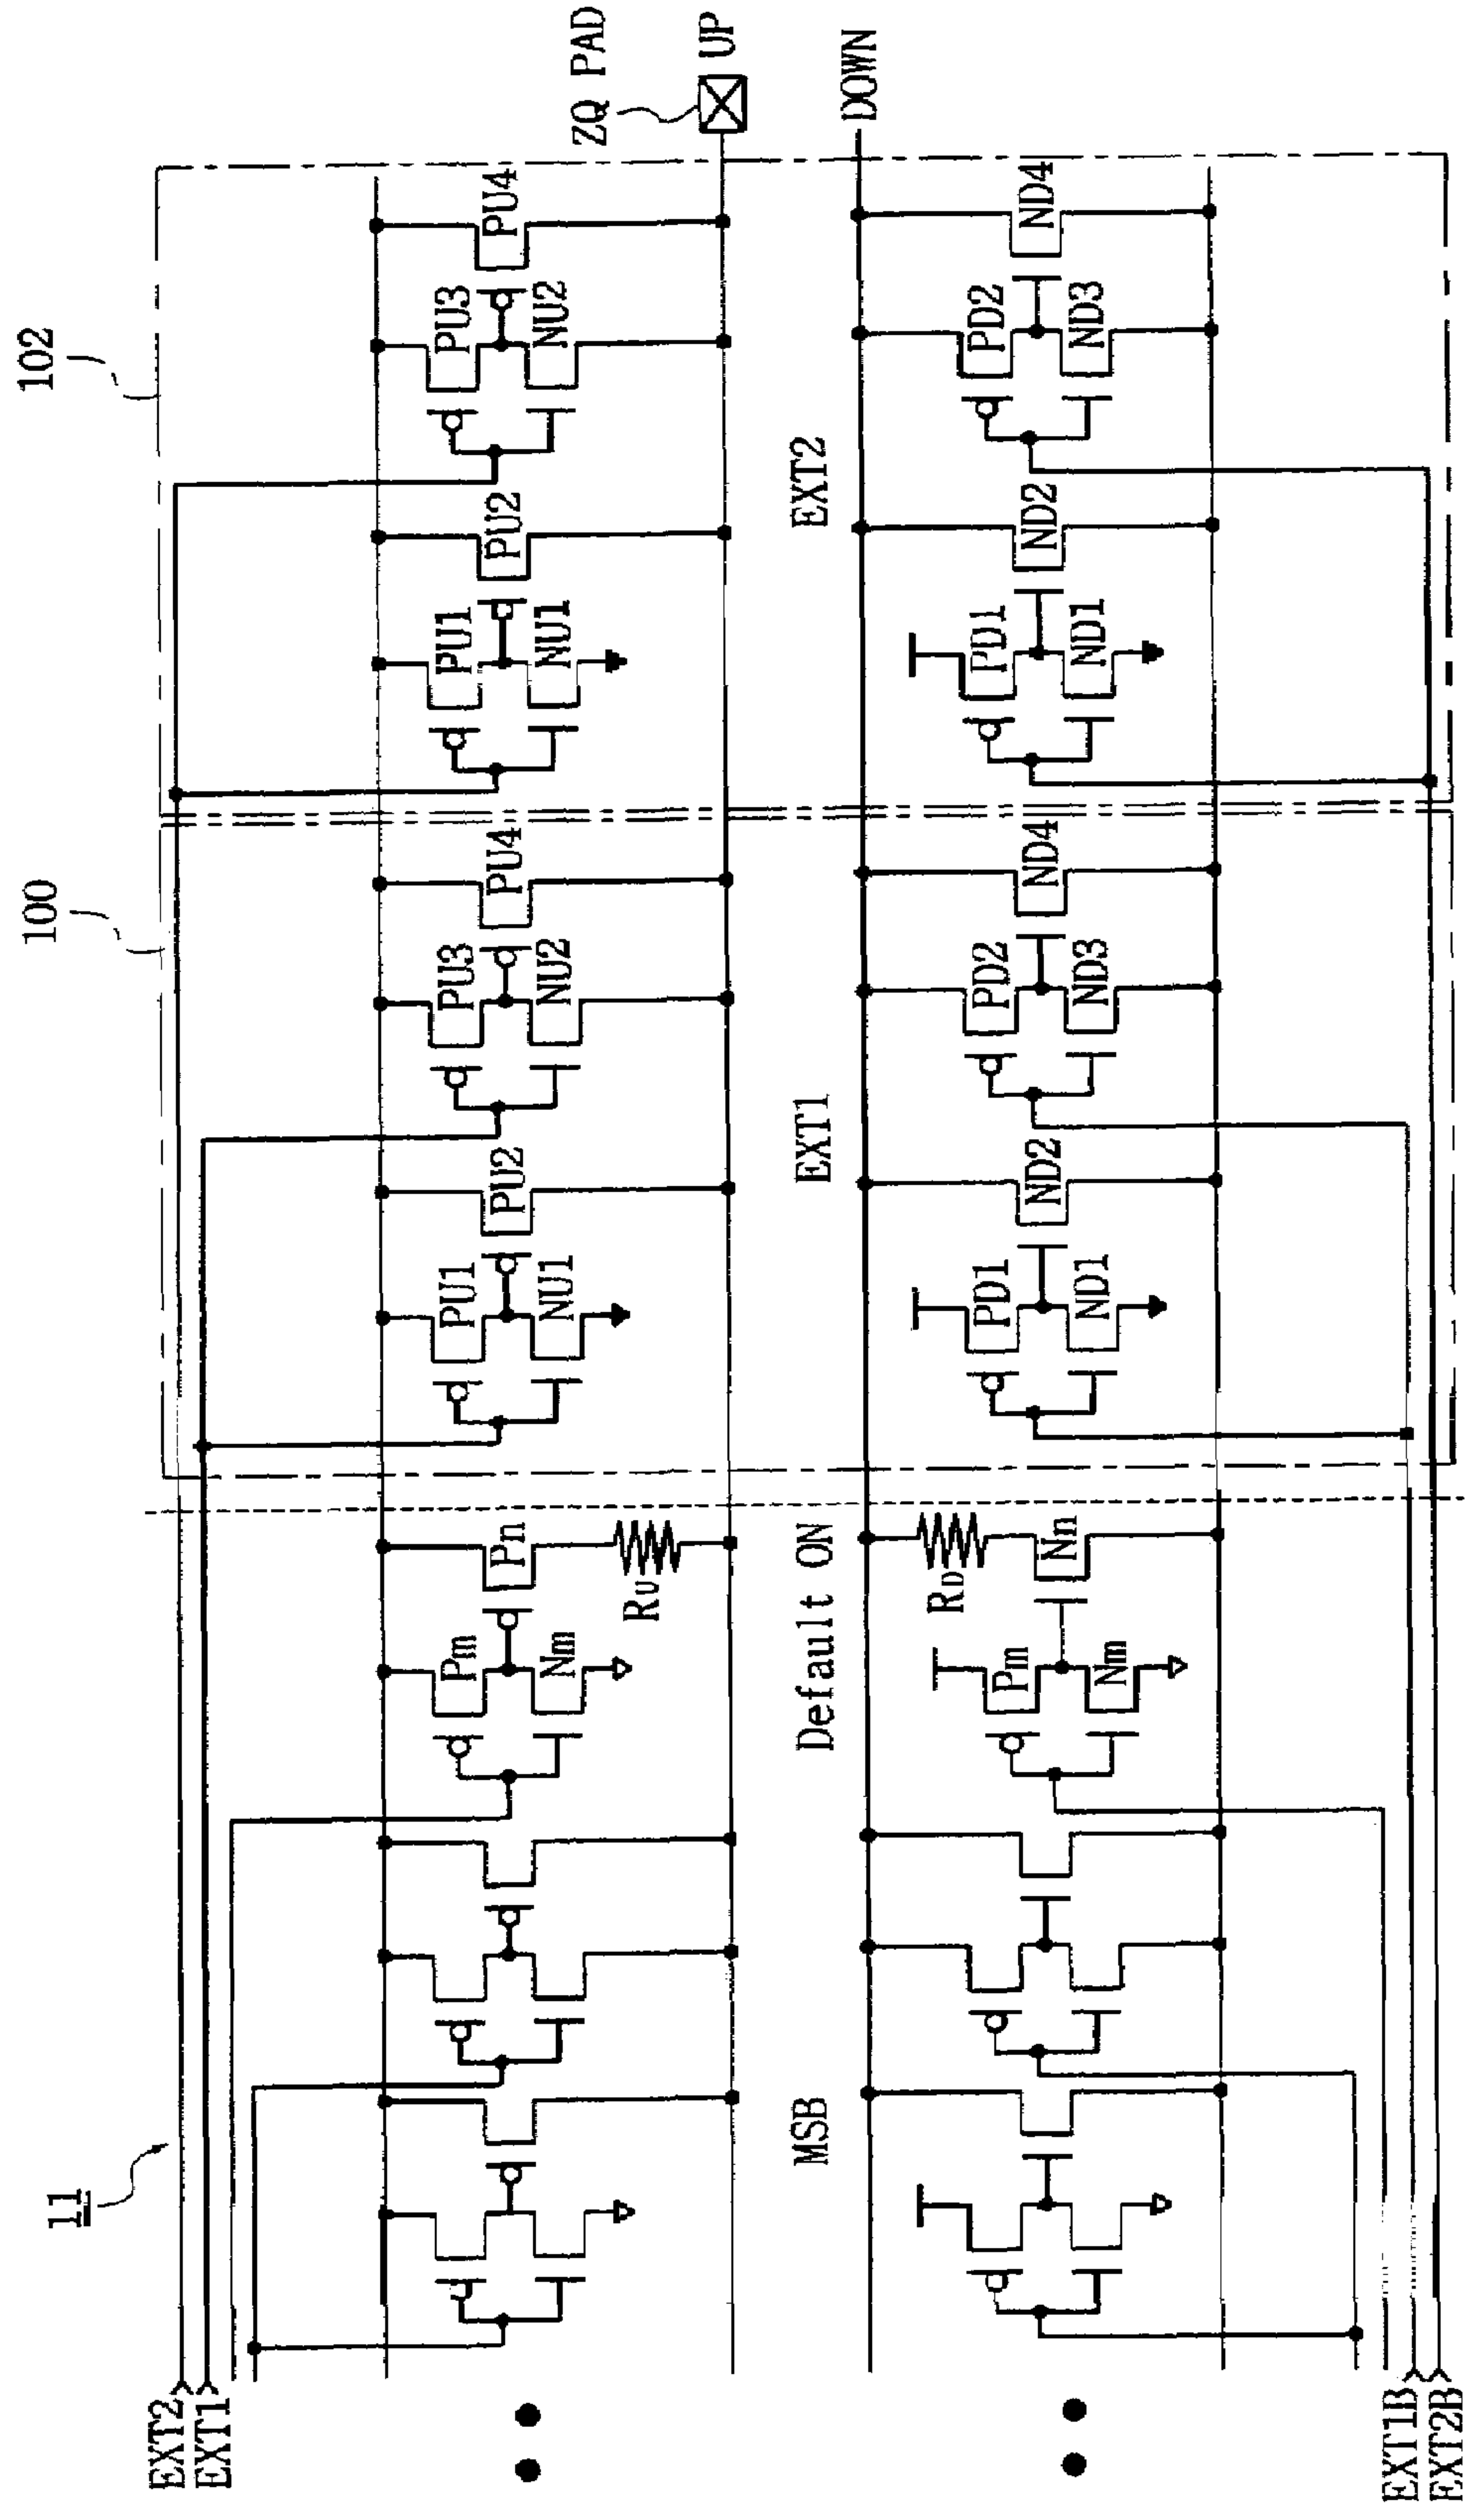 11
100
102
EXT2
EXT1
PU1
NU1
PU2
PU3
NU2
PU4
PU1
NU1
PU2
PU3
NU2
PU4
Pm
Nm
Pn
RU
ZQ PAD
UP
MSB
Default ON
EXT1
EXT2
DOWN
Pm
Nm
RD
Nn
PD1
ND1
ND2
PD2
ND3
ND4
PD1
ND1
ND2
PD2
ND3
ND4
EXT1B
EXT2B